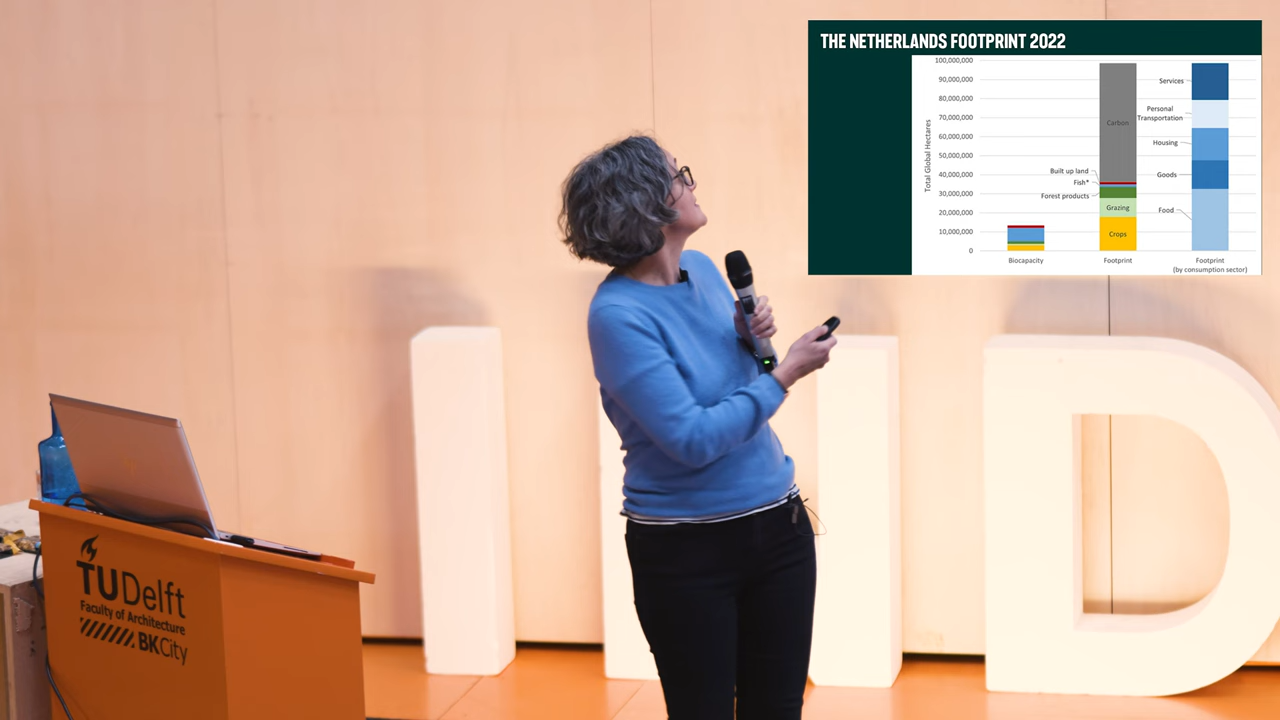 THE NETHERLANDS FOOTPRINT 2022
Total Global Hectares
100,000,000
90,000,000
80,000,000
70,000,000
60,000,000
50,000,000
40,000,000
30,000,000
20,000,000
10,000,000
0
Built up land
Fish*
Forest products
Carbon
Grazing
Crops
Services
Personal
Transportation
Housing
Goods
Food
Biocapacity
Footprint
Footprint
(by consumption sector)
TUDelft
Faculty of Architecture
BKCity
D